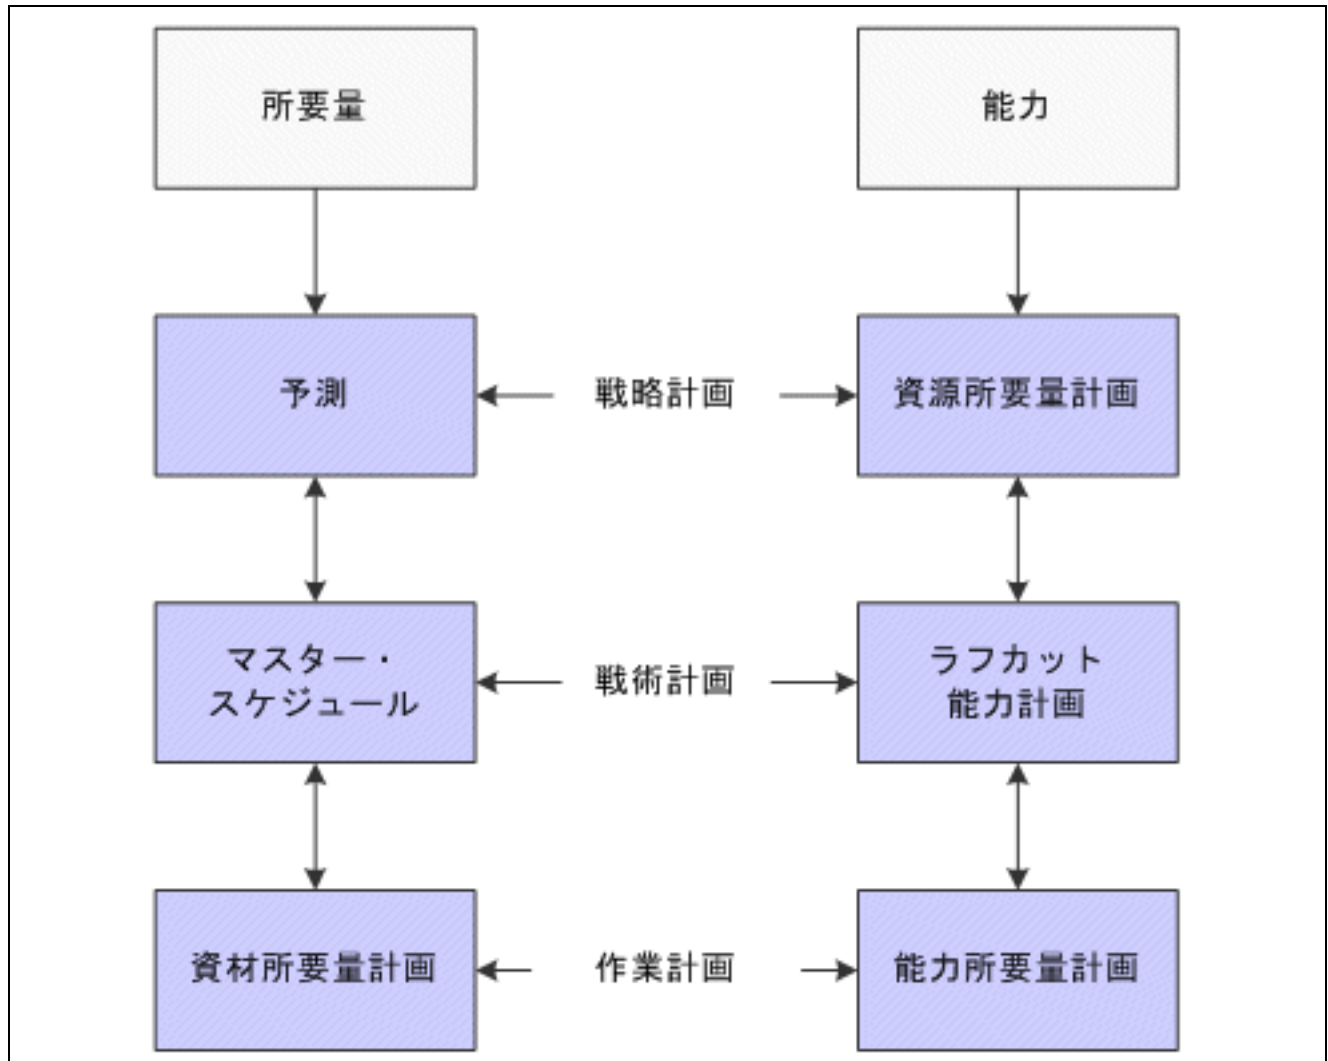 所要量
能力
予測
戦略計画
資源所要量計画
マスター・
スケジュール
戦術計画
ラフカット
能力計画
資材所要量計画
作業計画
能力所要量計画